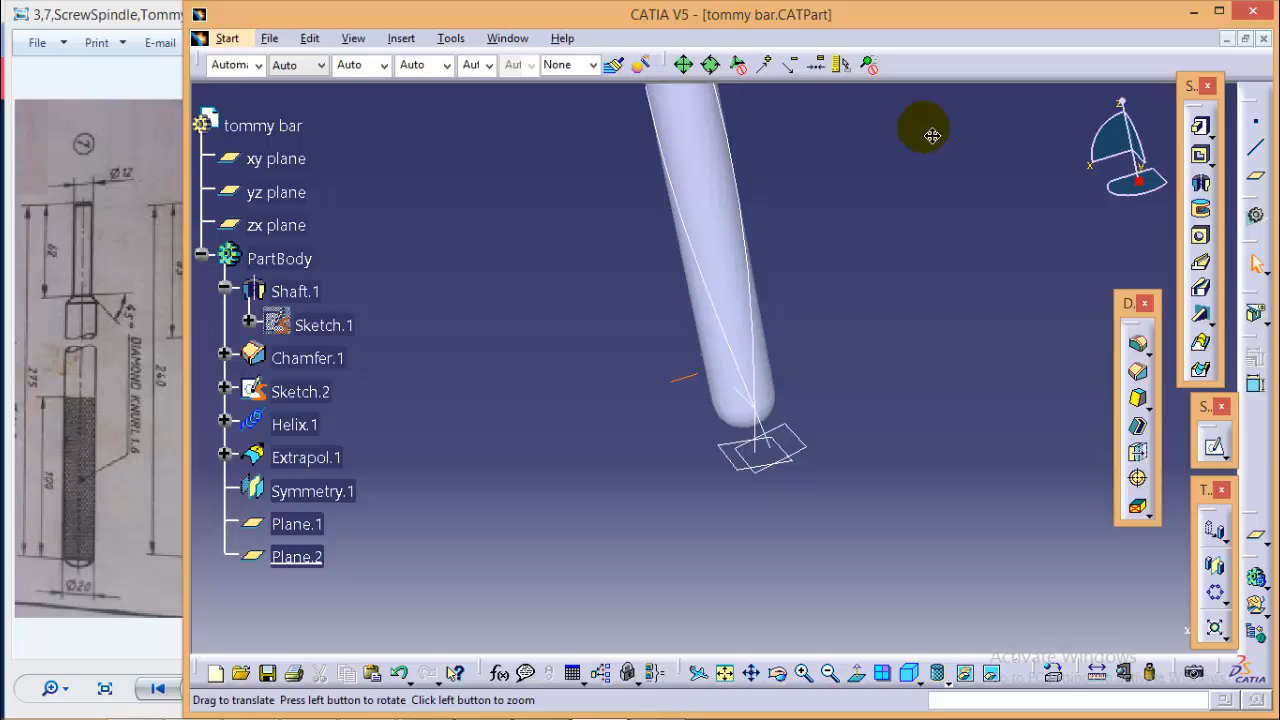 3,7,ScrewSpindle,Tommy
CATIA V5 - [tommy bar.CATPart]
File Print E-mail
Start File Edit View Insert Tools Window Help
Automa Auto Auto Auto Aut Aut None
S...
tommy bar
xy plane
yz plane
zx plane
PartBody
Shaft.1
Sketch.1
Chamfer.1
Sketch.2
Helix.1
Extrapol.1
Symmetry.1
Plane.1
Plane.2
z
x
y
D...
S...
T...
7
Ø12
62
45°
DIAMOND KNURL 1.6
275
240
100
Ø20
x
Activate Windows
CATIA
Drag to translate Press left button to rotate Click left button to zoom